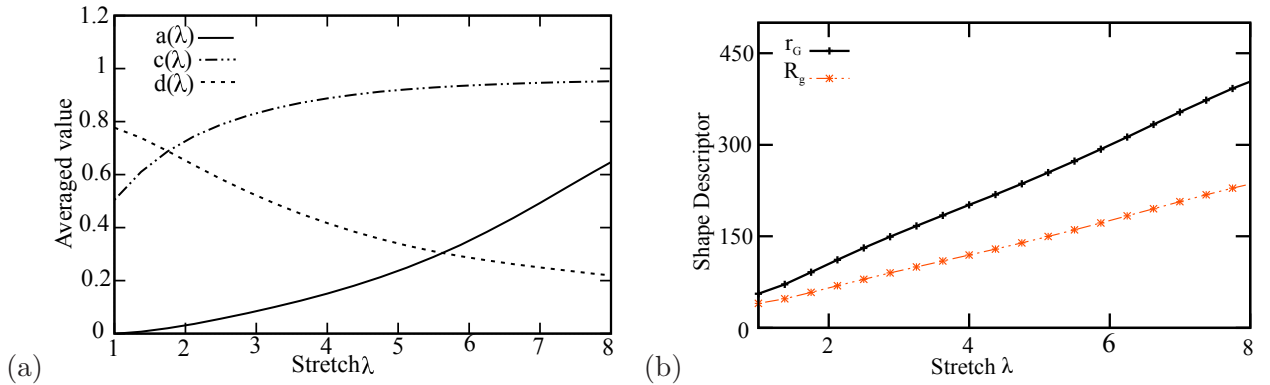 1.2
1
0.8
0.6
0.4
0.2
0
Averaged value
a(λ)
c(λ)
d(λ)
1 2 3 4 5 6 7 8
Stretchλ
(a)
450
300
150
0
Shape Descriptor
r_G
R_g
2 4 6 8
Stretch λ
(b)